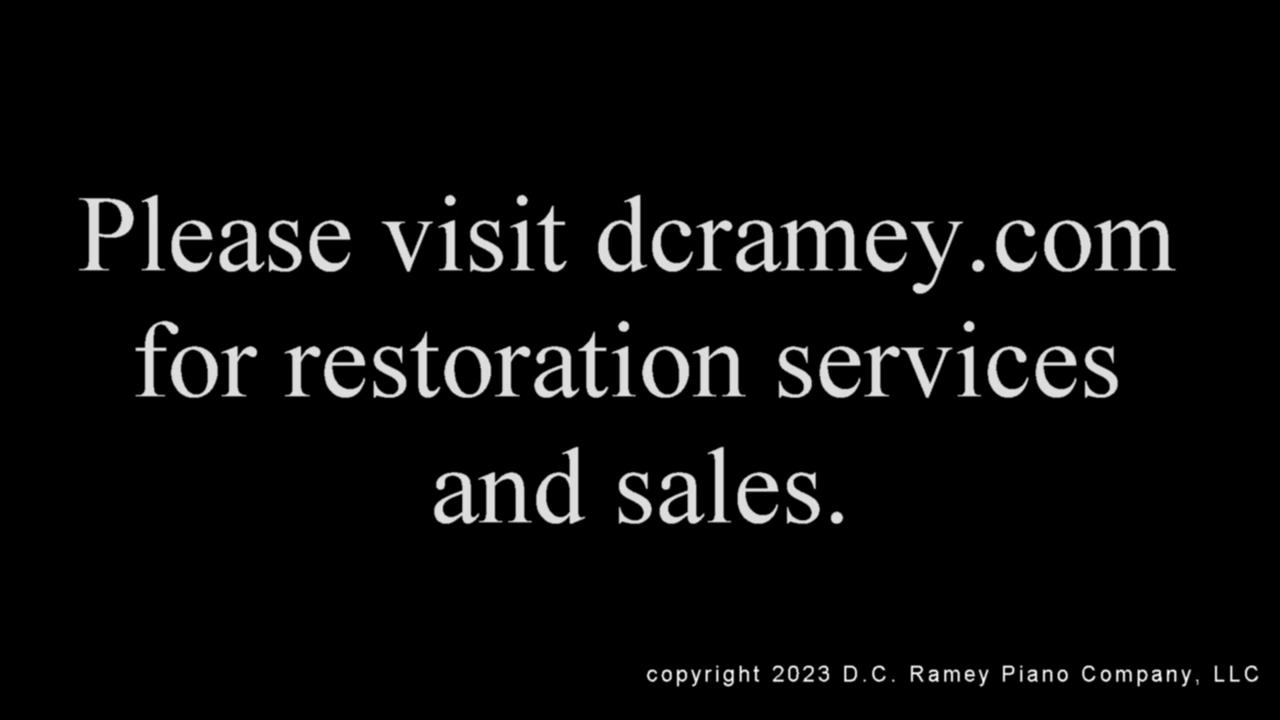 Please visit dcramey.com
for restoration services
and sales.
copyright 2023 D.C. Ramey Piano Company, LLC